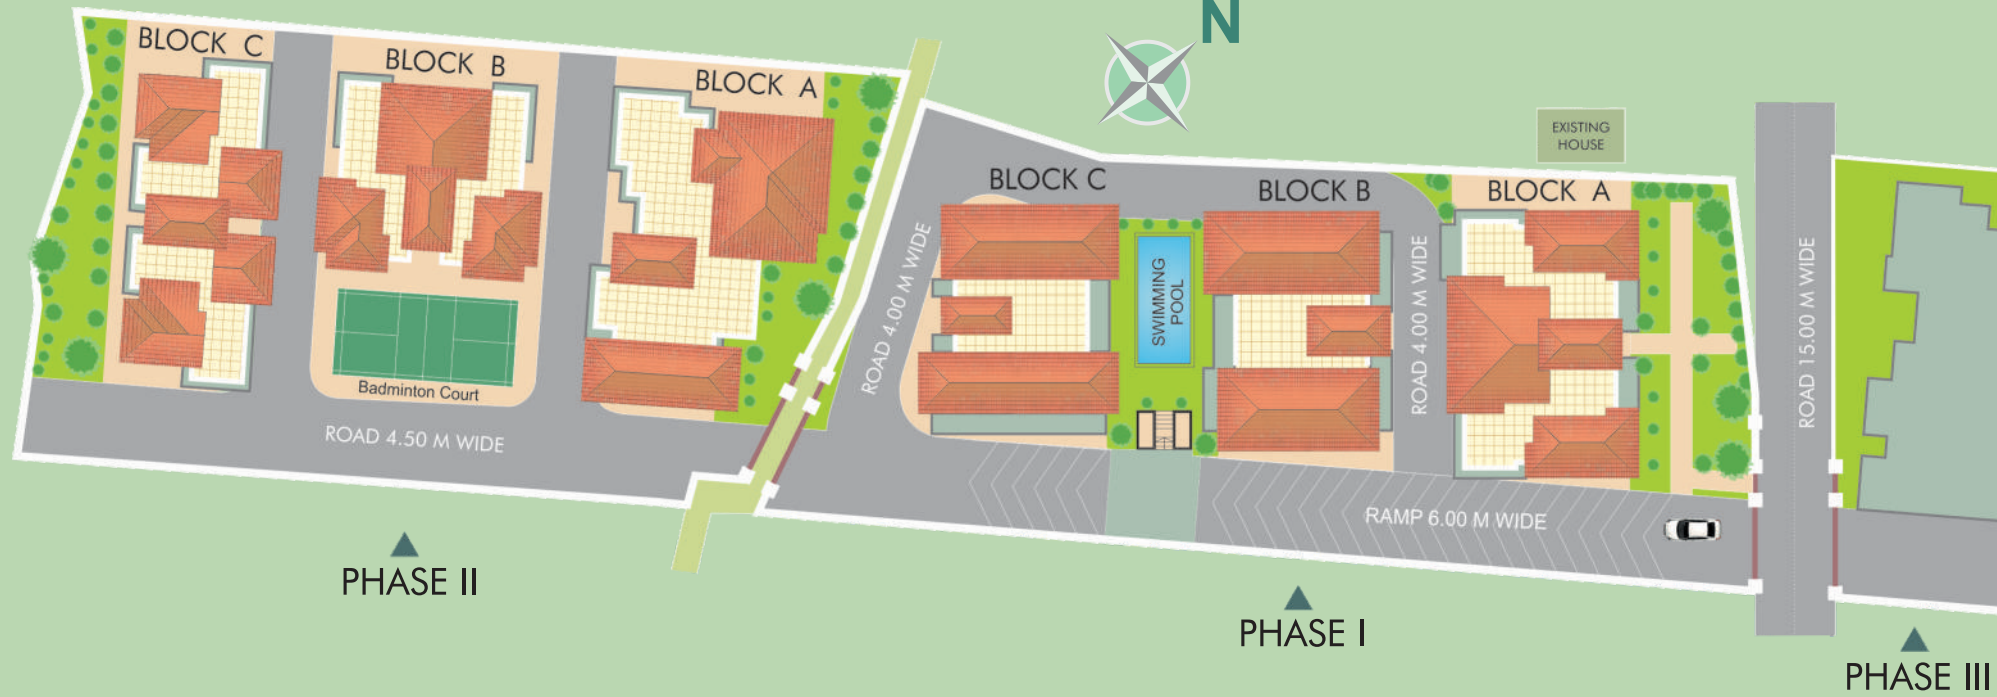 N
BLOCK C
BLOCK B
BLOCK A
Badminton Court
ROAD 4.50 M WIDE
PHASE II
ROAD 4.00 M WIDE
BLOCK C
SWIMMING
POOL
BLOCK B
ROAD 4.00 M WIDE
BLOCK A
EXISTING
HOUSE
RAMP 6.00 M WIDE
ROAD 15.00 M WIDE
PHASE I
PHASE III